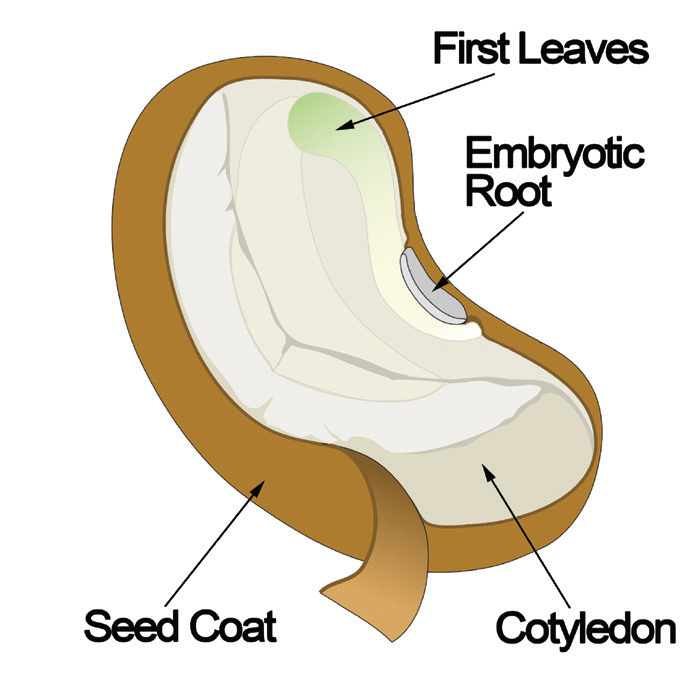 First Leaves
Embryotic
Root
Seed Coat
Cotyledon